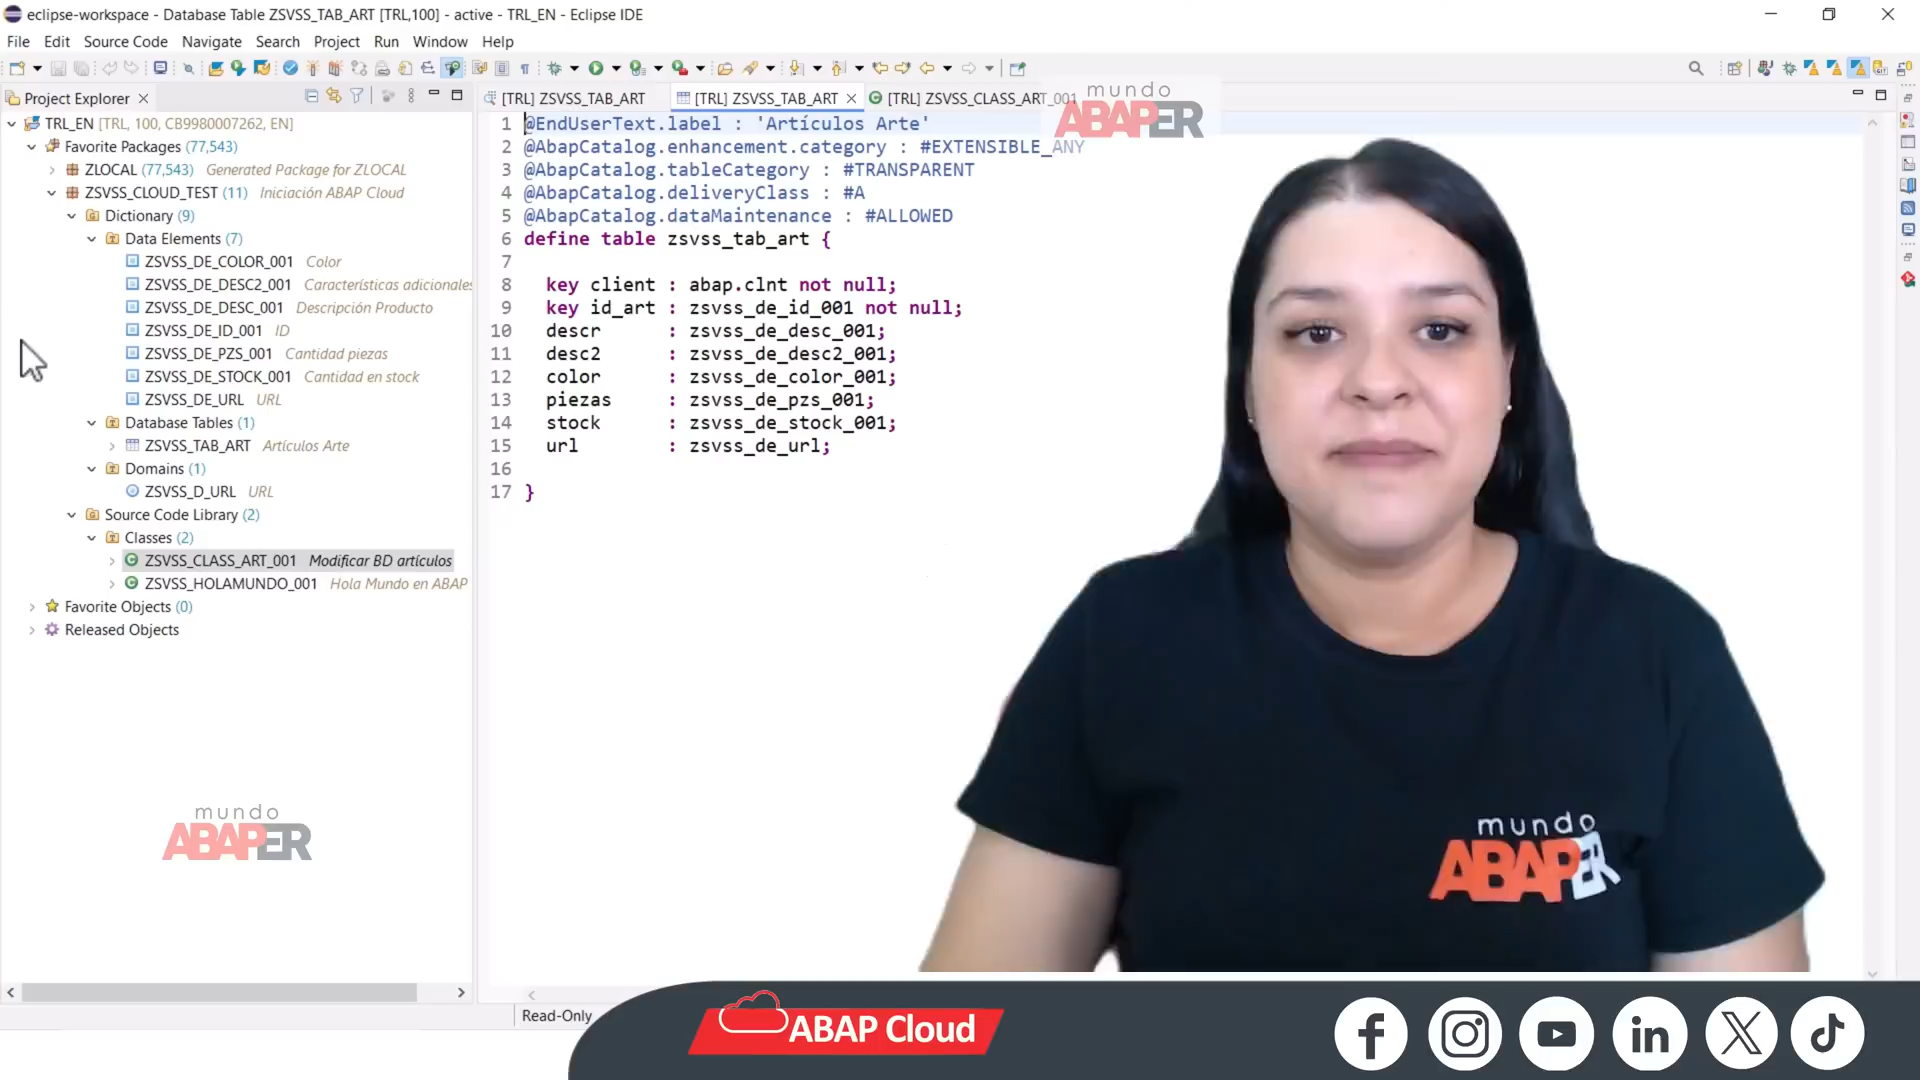 eclipse-workspace - Database Table ZSVSS_TAB_ART [TRL,100] - active - TRL_EN - Eclipse IDE
File Edit Source Code Navigate Search Project Run Window Help
Project Explorer
[TRL] ZSVSS_TAB_ART [TRL] ZSVSS_TAB_ART [TRL] ZSVSS_CLASS_ART_001
mundo
ABAPER
TRL_EN [TRL, 100, CB9980007262, EN]
Favorite Packages (77,543)
ZLOCAL (77,543) Generated Package for ZLOCAL
ZSVSS_CLOUD_TEST (11) Iniciación ABAP Cloud
Dictionary (9)
Data Elements (7)
ZSVSS_DE_COLOR_001 Color
ZSVSS_DE_DESC2_001 Características adicionales
ZSVSS_DE_DESC_001 Descripción Producto
ZSVSS_DE_ID_001 ID
ZSVSS_DE_PZS_001 Cantidad piezas
ZSVSS_DE_STOCK_001 Cantidad en stock
ZSVSS_DE_URL URL
Database Tables (1)
ZSVSS_TAB_ART Artículos Arte
Domains (1)
ZSVSS_D_URL URL
Source Code Library (2)
Classes (2)
ZSVSS_CLASS_ART_001 Modificar BD artículos
ZSVSS_HOLAMUNDO_001 Hola Mundo en ABAP
Favorite Objects (0)
Released Objects
mundo
ABAPER
1 @EndUserText.label : 'Artículos Arte'
2 @AbapCatalog.enhancement.category : #EXTENSIBLE_ANY
3 @AbapCatalog.tableCategory : #TRANSPARENT
4 @AbapCatalog.deliveryClass : #A
5 @AbapCatalog.dataMaintenance : #ALLOWED
6 define table zsvss_tab_art {
7
8 key client : abap.clnt not null;
9 key id_art : zsvss_de_id_001 not null;
10 descr : zsvss_de_desc_001;
11 desc2 : zsvss_de_desc2_001;
12 color : zsvss_de_color_001;
13 piezas : zsvss_de_pzs_001;
14 stock : zsvss_de_stock_001;
15 url : zsvss_de_url;
16
17 }
mundo
ABAPER
Read-Only
ABAP Cloud